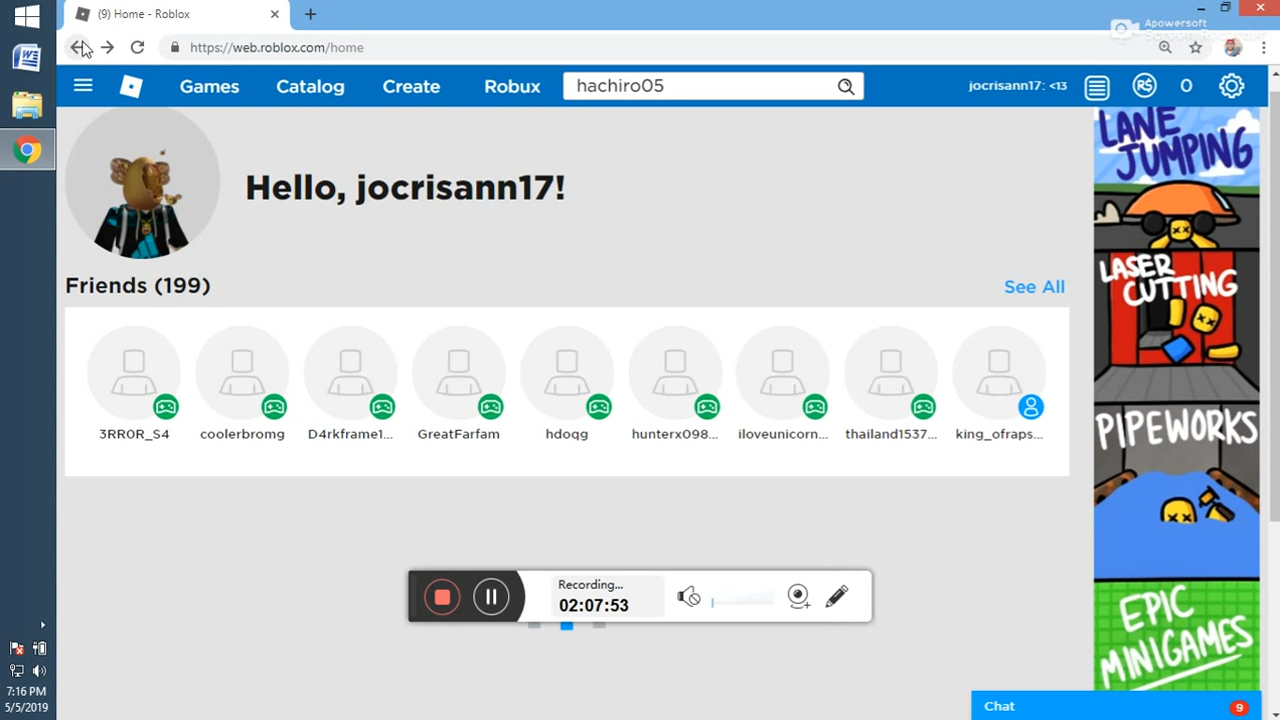 (9) Home - Roblox
Apowersoft
Screen Recorder
https://web.roblox.com/home
Games
Catalog
Create
Robux
hachiro05
jocrisann17: <13
0
Hello, jocrisann17!
Friends (199)
See All
3RR0R_S4
coolerbromg
D4rkframe1...
GreatFarfam
hdoqg
hunterx098...
iloveunicorn...
thailand1537...
king_ofraps...
LANE
JUMPING
LASER
CUTTING
PIPEWORKS
EPIC
MINIGAMES
Recording...
02:07:53
Chat
9
7:16 PM
5/5/2019